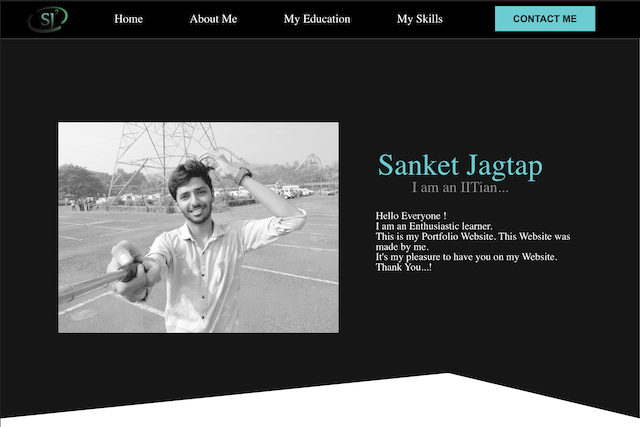 SJ
Home
About Me
My Education
My Skills
CONTACT ME
Sanket Jagtap
I am an IITian...
Hello Everyone !
I am an Enthusiastic learner.
This is my Portfolio Website. This Website was
made by me.
It's my pleasure to have you on my Website.
Thank You...!